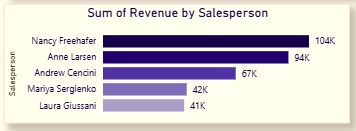 Sum of Revenue by Salesperson
Salesperson
Nancy Freehafer 104K
Anne Larsen 94K
Andrew Cencini 67K
Mariya Sergienko 42K
Laura Giussani 41K